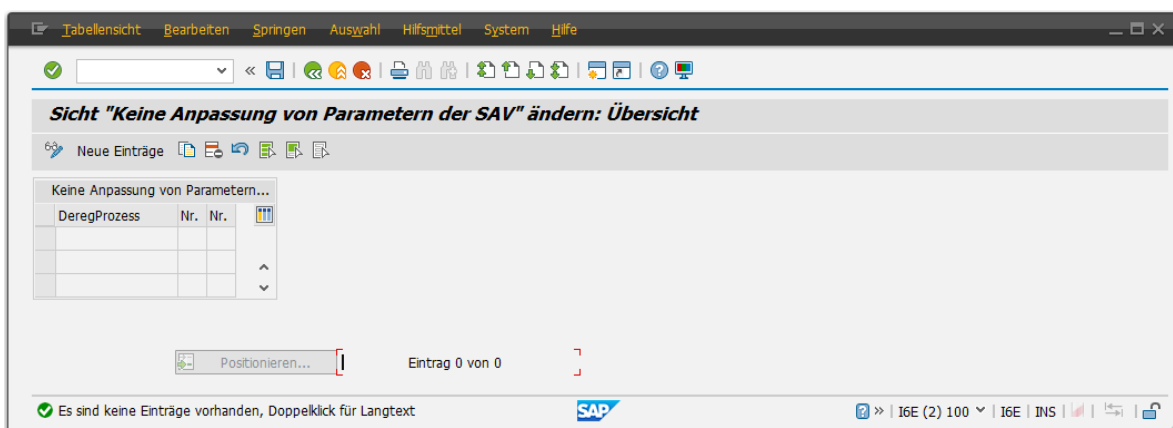 Tabellensicht Bearbeiten Springen Auswahl Hilfsmittel System Hilfe
Sicht "Keine Anpassung von Parametern der SAV" ändern: Übersicht
Neue Einträge
Keine Anpassung von Parametern...
DeregProzess Nr. Nr.
Positionieren... Eintrag 0 von 0
Es sind keine Einträge vorhanden, Doppelklick für Langtext SAP I6E (2) 100 I6E INS